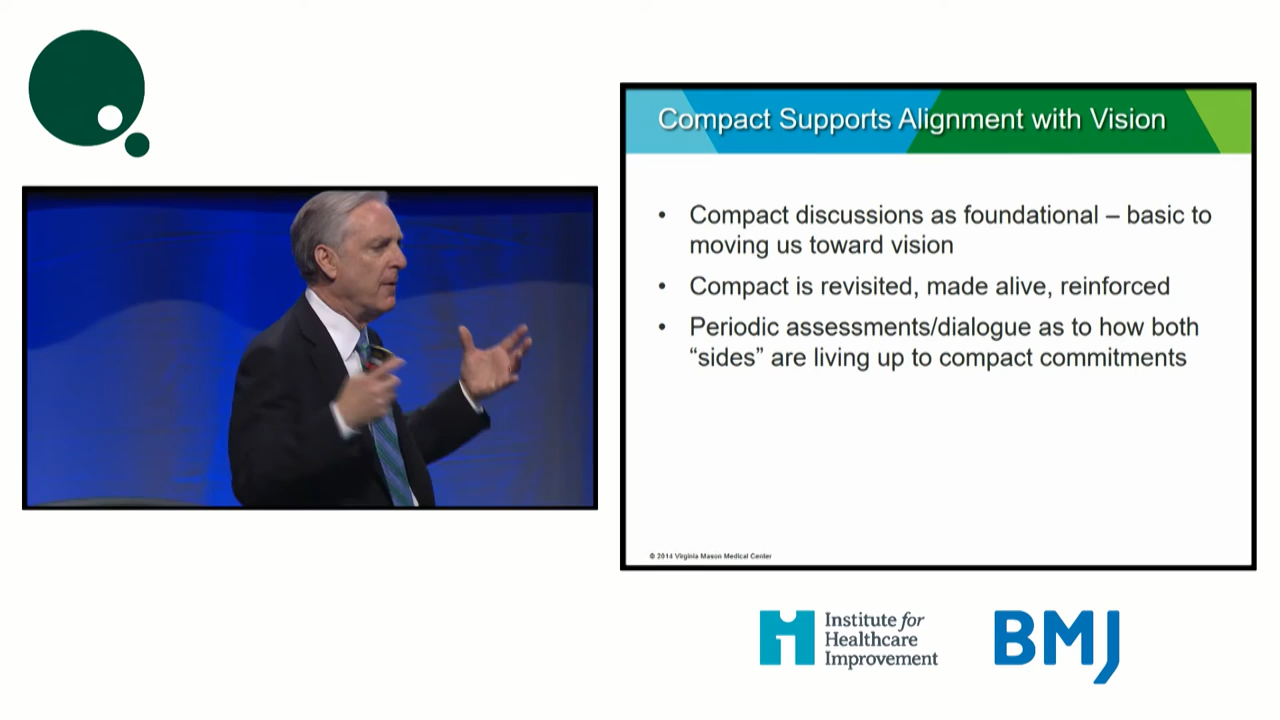 Compact Supports Alignment with Vision
• Compact discussions as foundational – basic to
moving us toward vision
• Compact is revisited, made alive, reinforced
• Periodic assessments/dialogue as to how both
“sides” are living up to compact commitments
© 2014 Virginia Mason Medical Center
Institute for
Healthcare
Improvement
BMJ